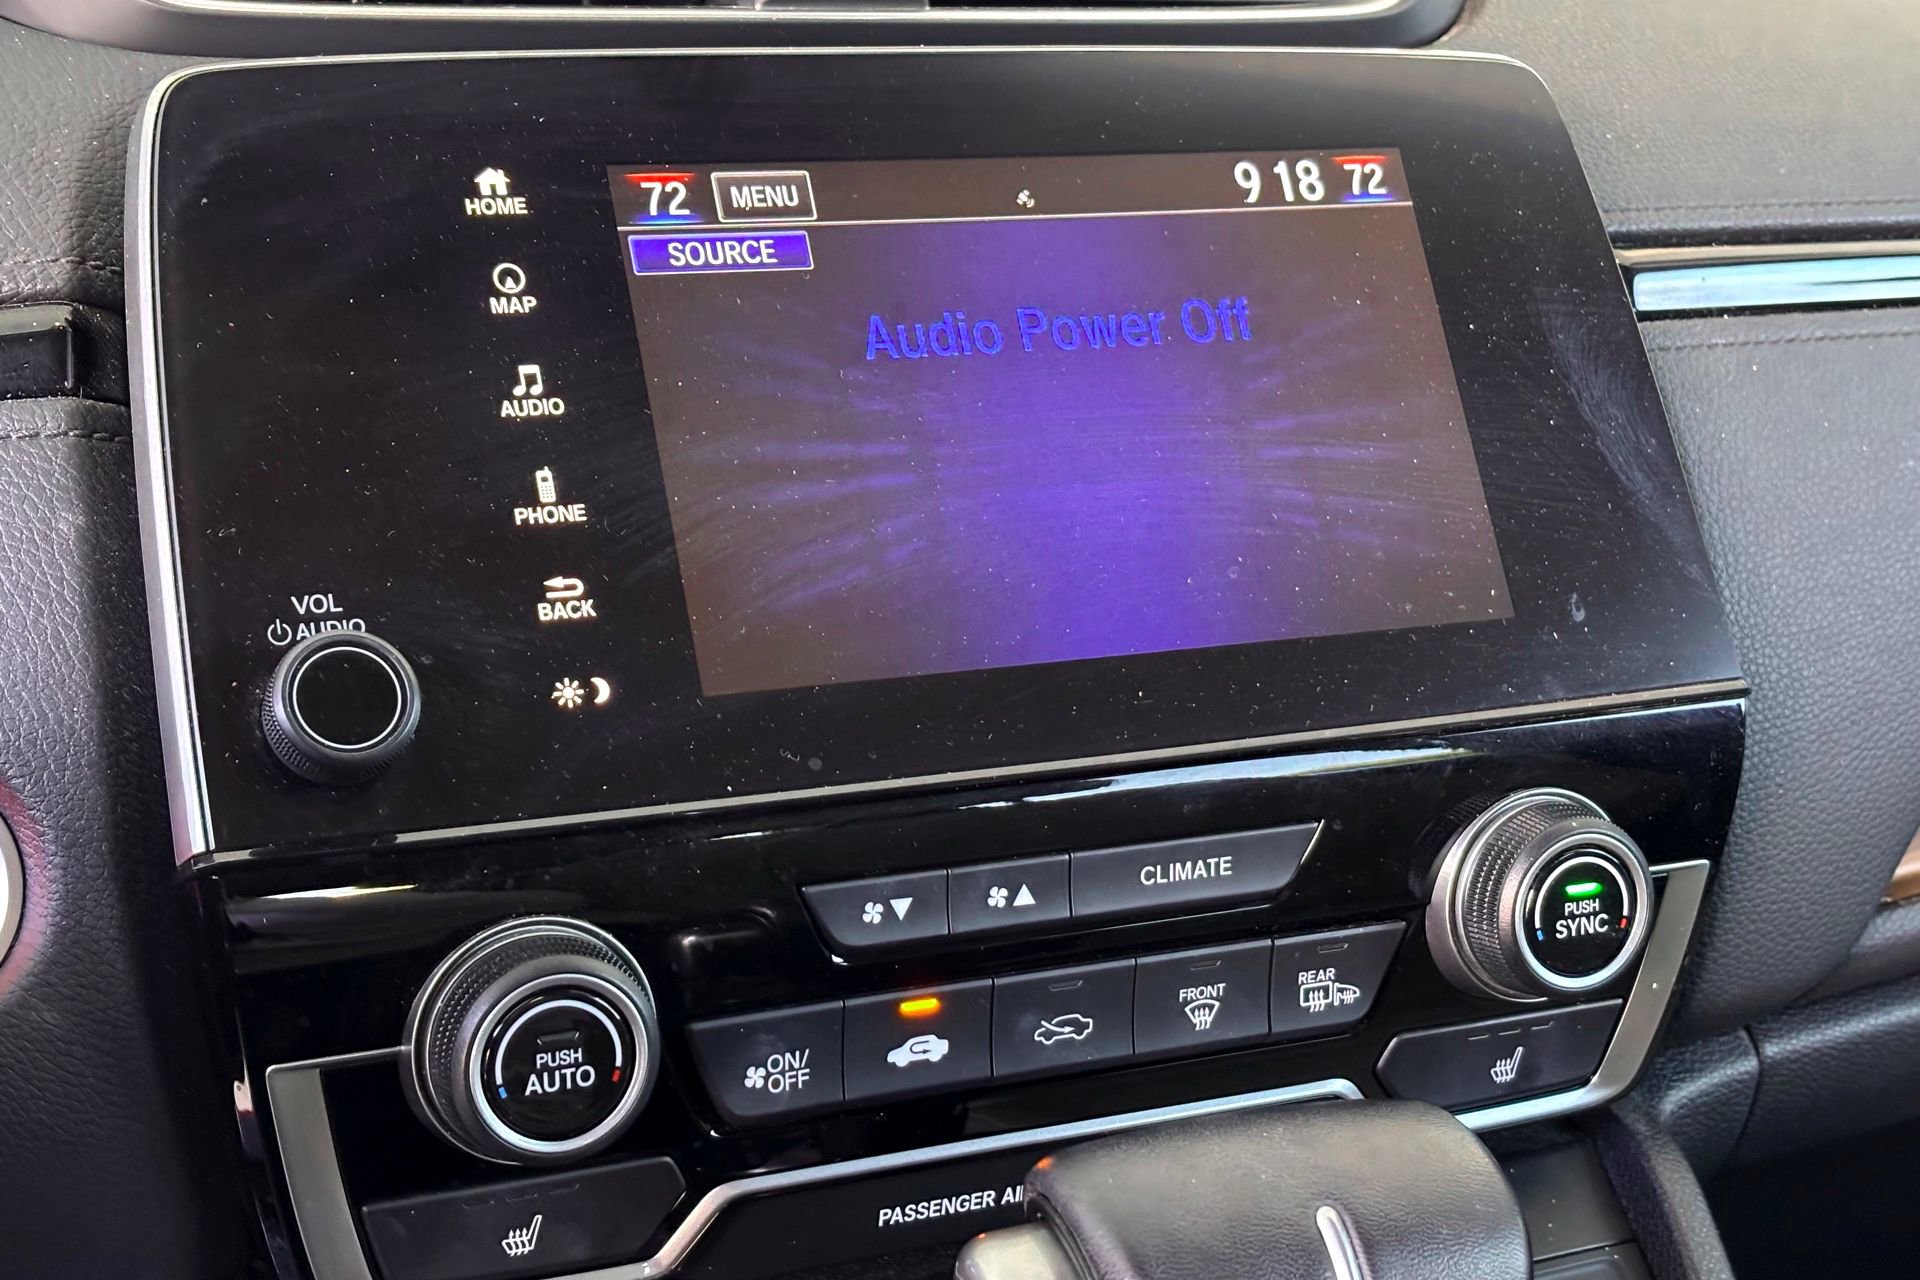 HOME
MAP
AUDIO
PHONE
BACK
VOL
AUDIO
72 MENU 9 18 72
SOURCE
Audio Power Off
CLIMATE
PUSH
SYNC
PUSH
AUTO
ON/
OFF
FRONT
REAR
PASSENGER